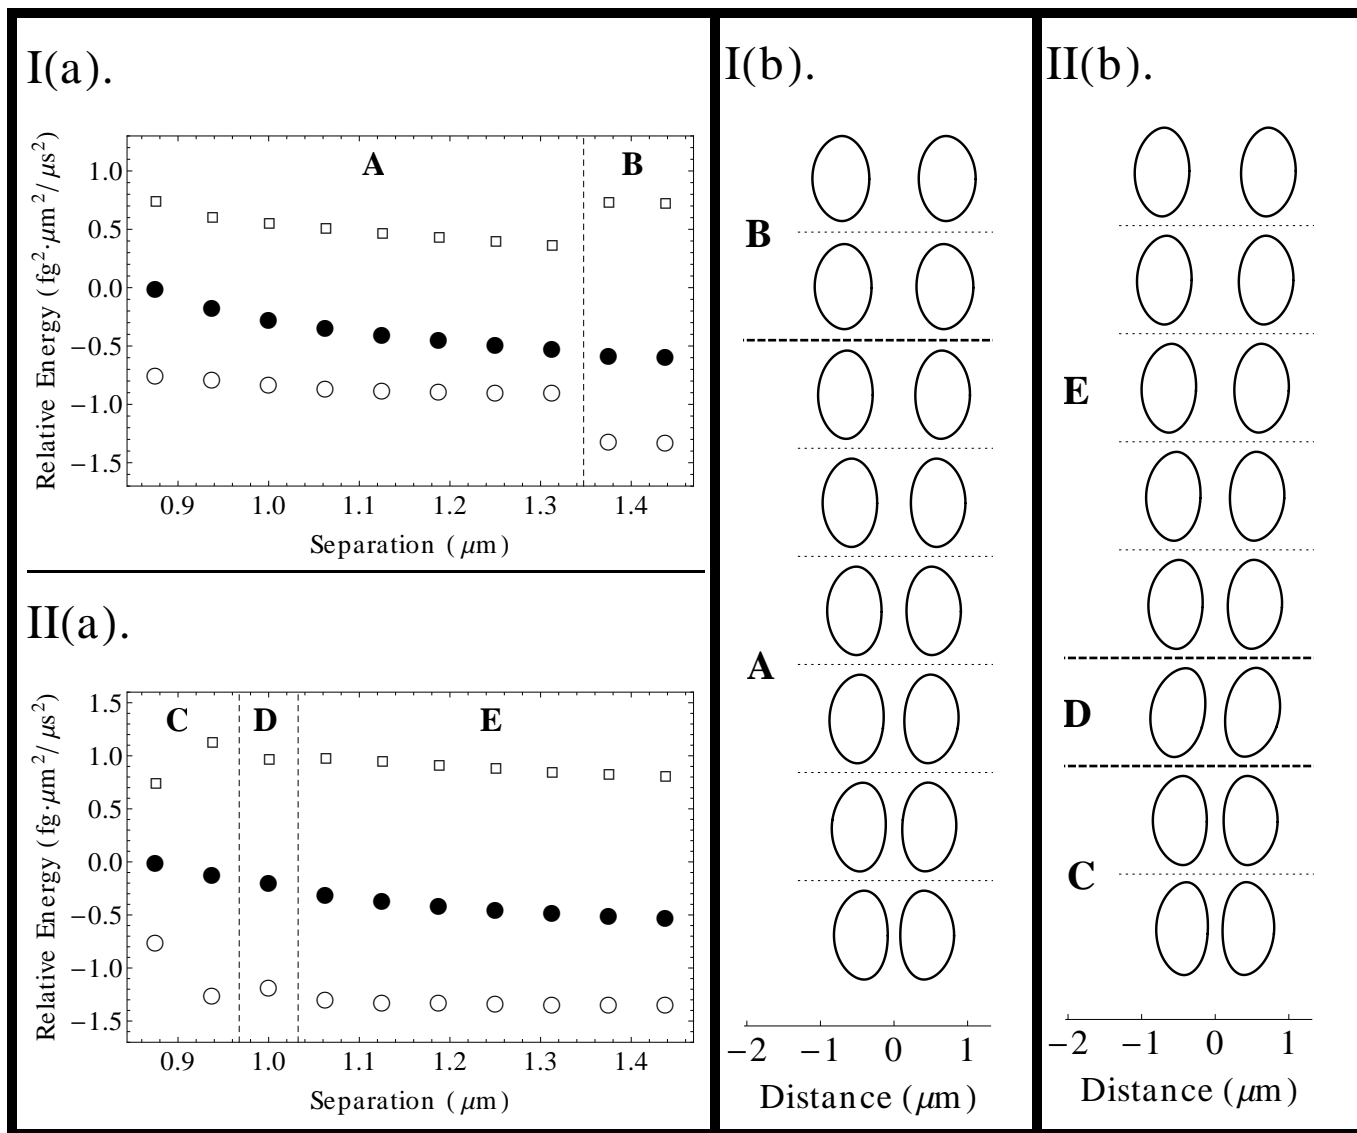 I(a).
A B
Relative Energy (fg²·μm²/μs²)
1.0
0.5
0.0
−0.5
−1.0
−1.5
0.9 1.0 1.1 1.2 1.3 1.4
Separation (μm)
II(a).
C D E
Relative Energy (fg·μm²/μs²)
1.5
1.0
0.5
0.0
−0.5
−1.0
−1.5
0.9 1.0 1.1 1.2 1.3 1.4
Separation (μm)
I(b).
B
A
−2 −1 0 1
Distance (μm)
II(b).
E
D
C
−2 −1 0 1
Distance (μm)